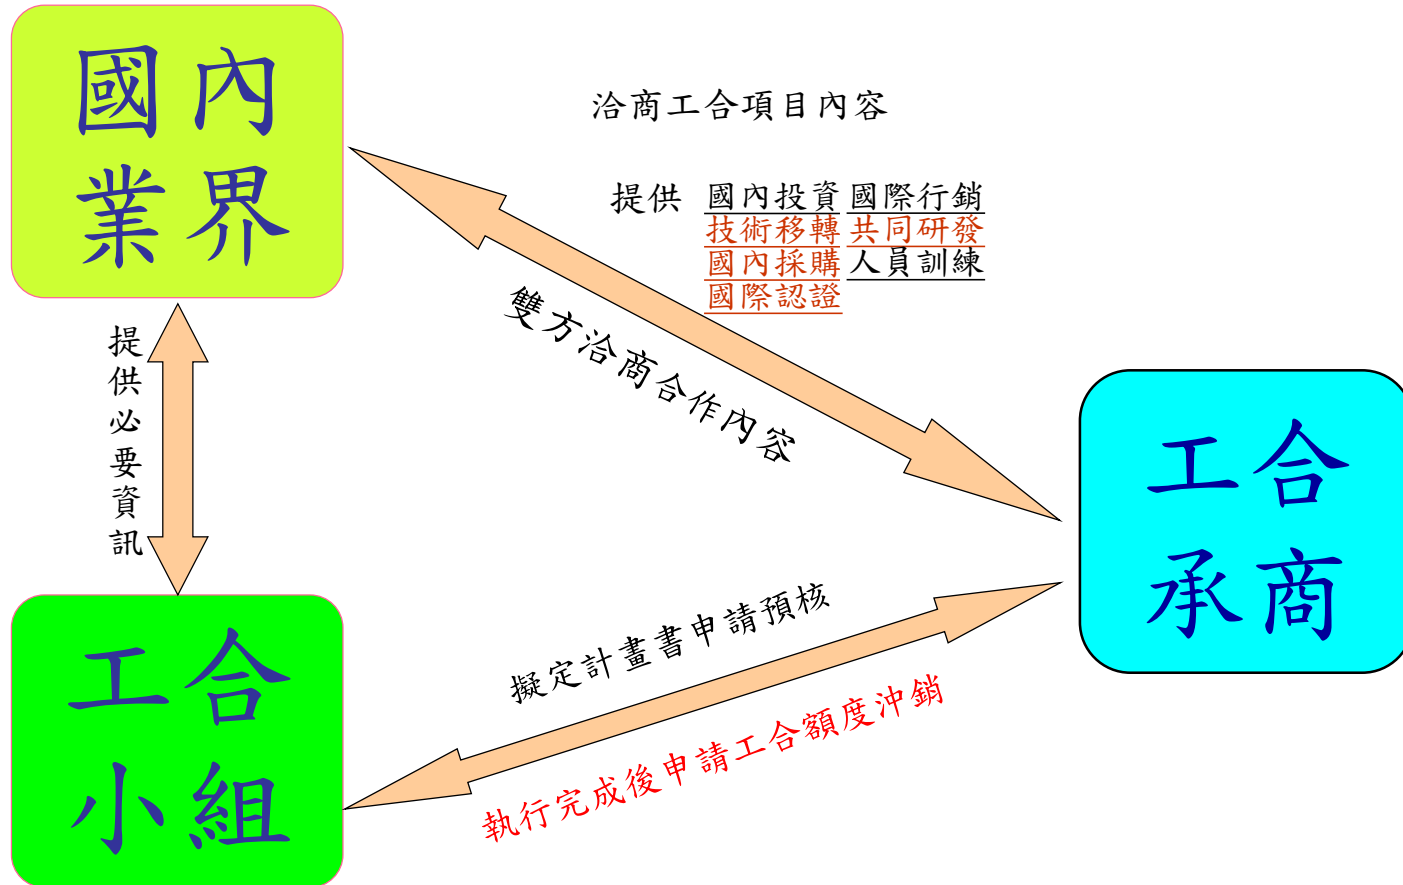 國內
業界
洽商工合項目內容
提供 國內投資 國際行銷
技術移轉 共同研發
國內採購 人員訓練
國際認證
雙方洽商合作內容
提供必要資訊
工合
承商
擬定計畫書申請預核
執行完成後申請工合額度沖銷
工合
小組